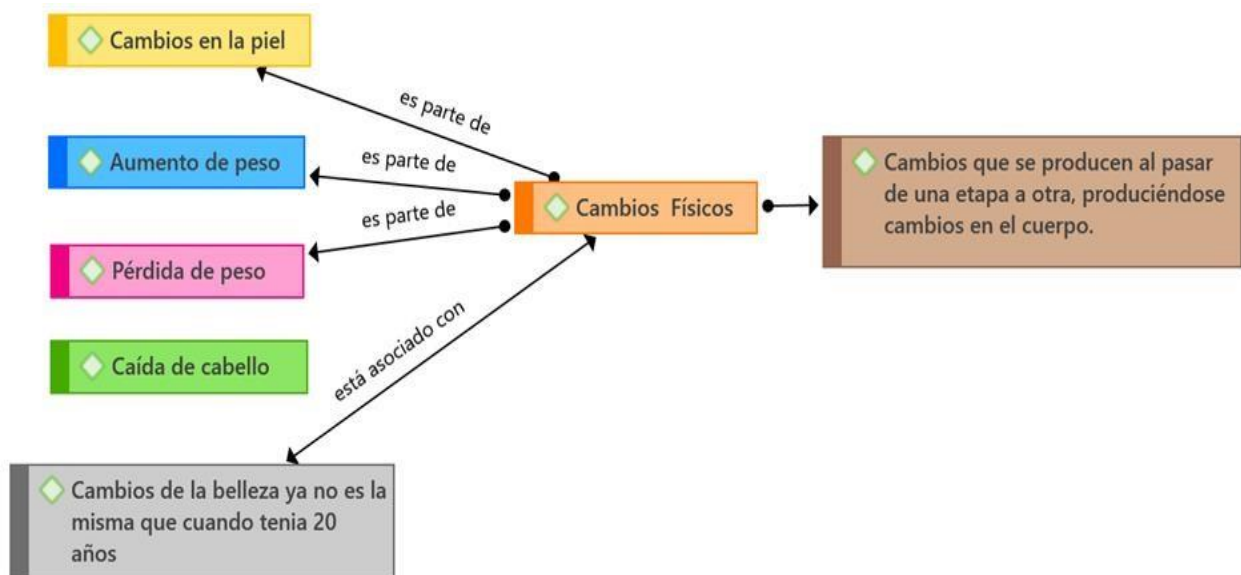 Cambios en la piel
es parte de
Aumento de peso
es parte de
es parte de
Cambios Físicos
Cambios que se producen al pasar
de una etapa a otra, produciéndose
cambios en el cuerpo.
Pérdida de peso
Caída de cabello
está asociado con
Cambios de la belleza ya no es la
misma que cuando tenia 20
años